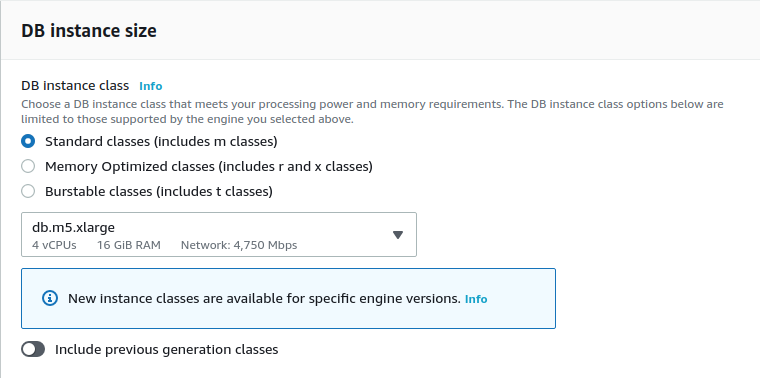 DB instance size
DB instance class Info
Choose a DB instance class that meets your processing power and memory requirements. The DB instance class options below are
limited to those supported by the engine you selected above.
Standard classes (includes m classes)
Memory Optimized classes (includes r and x classes)
Burstable classes (includes t classes)
db.m5.xlarge
4 vCPUs 16 GiB RAM Network: 4,750 Mbps
New instance classes are available for specific engine versions. Info
Include previous generation classes